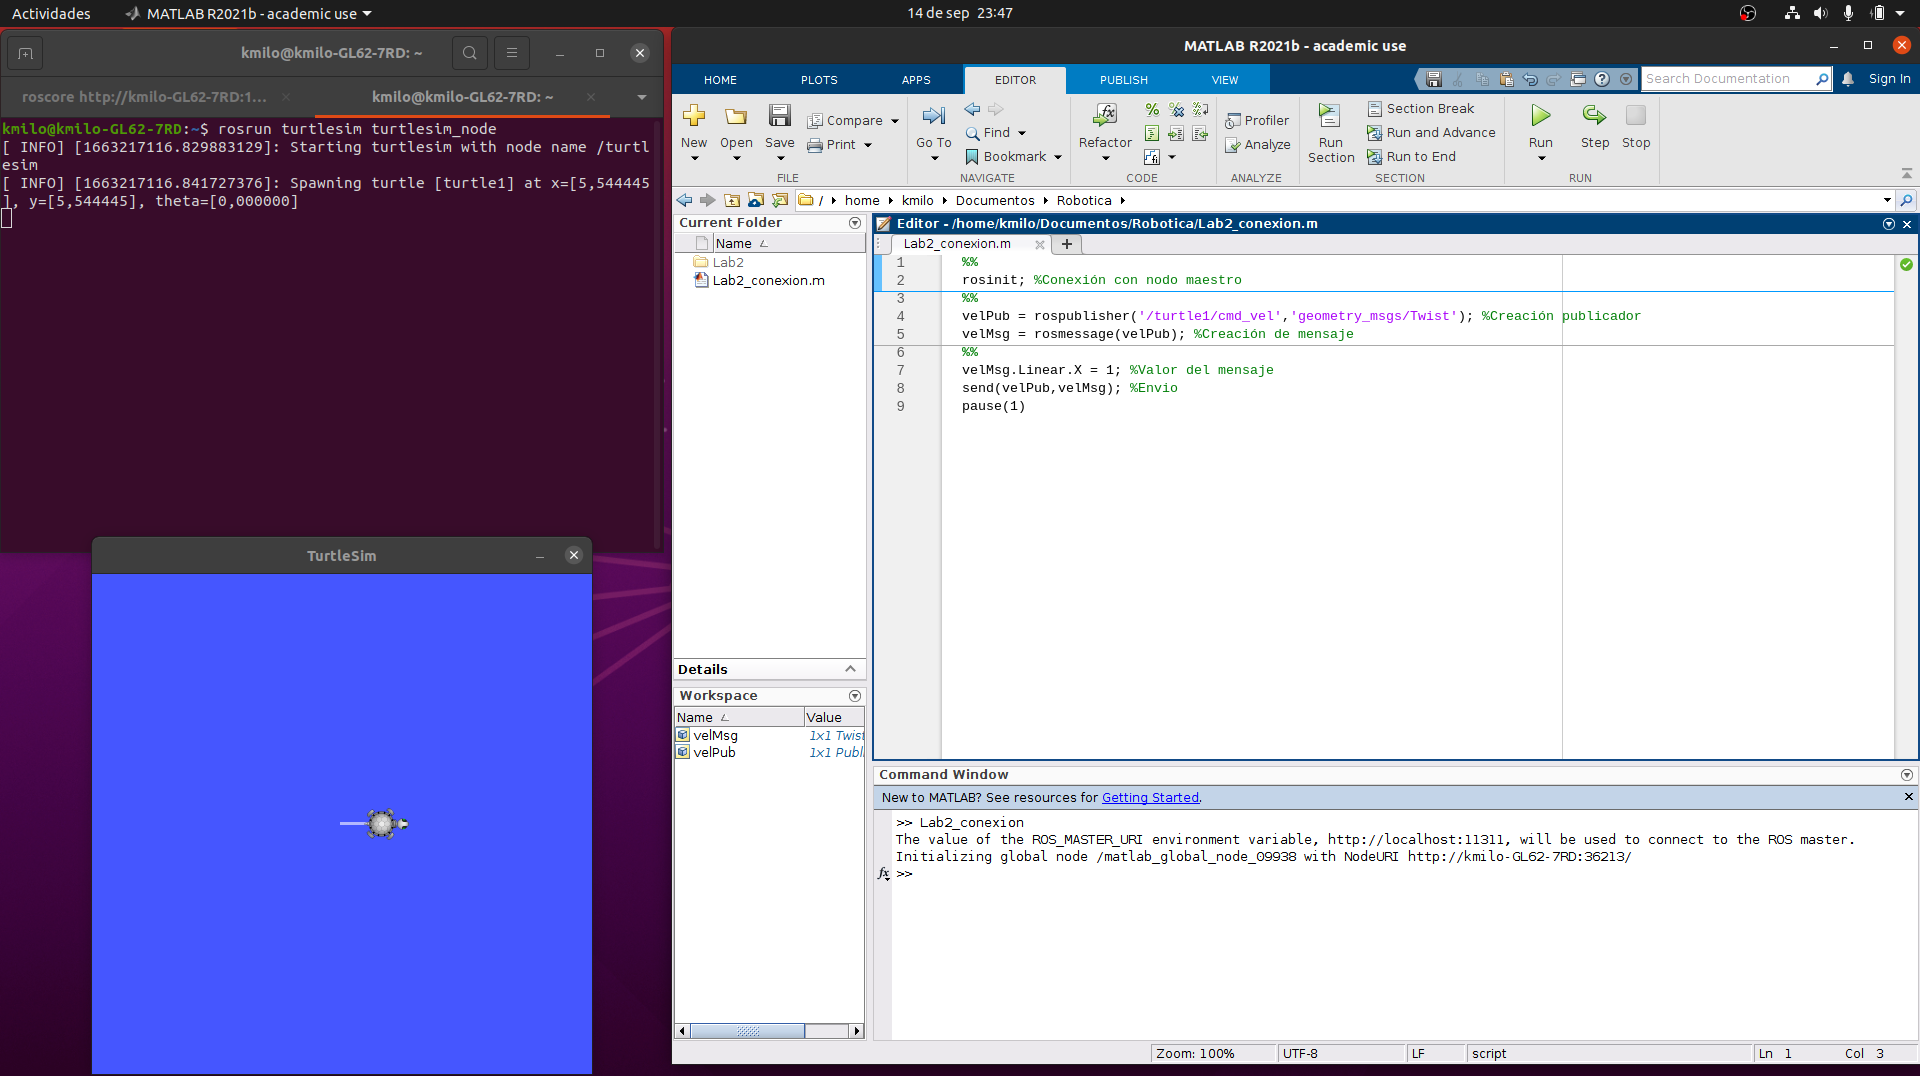 Actividades
MATLAB R2021b - academic use
14 de sep 23:47
kmilo@kmilo-GL62-7RD: ~
roscore http://kmilo-GL62-7RD:1...
kmilo@kmilo-GL62-7RD: ~
kmilo@kmilo-GL62-7RD:~$ rosrun turtlesim turtlesim_node
[ INFO] [1663217116.829883129]: Starting turtlesim with node name /turtl
esim
[ INFO] [1663217116.841727376]: Spawning turtle [turtle1] at x=[5,544445
], y=[5,544445], theta=[0,000000]
TurtleSim
MATLAB R2021b - academic use
HOME PLOTS APPS EDITOR PUBLISH VIEW
Search Documentation
Sign In
New Open Save Compare Print
FILE
Go To Find Bookmark
NAVIGATE
Refactor
CODE
Profiler
Analyze
ANALYZE
Run Section
Section Break
Run and Advance
Run to End
SECTION
Run Step Stop
RUN
/ home kmilo Documentos Robotica
Current Folder
Name
Lab2
Lab2_conexion.m
Details
Workspace
Name Value
velMsg 1x1 Twist
velPub 1x1 Publ
Editor - /home/kmilo/Documentos/Robotica/Lab2_conexion.m
Lab2_conexion.m
1 %%
2 rosinit; %Conexión con nodo maestro
3 %%
4 velPub = rospublisher('/turtle1/cmd_vel','geometry_msgs/Twist'); %Creación publicador
5 velMsg = rosmessage(velPub); %Creación de mensaje
6 %%
7 velMsg.Linear.X = 1; %Valor del mensaje
8 send(velPub,velMsg); %Envio
9 pause(1)
Command Window
New to MATLAB? See resources for Getting Started.
>> Lab2_conexion
The value of the ROS_MASTER_URI environment variable, http://localhost:11311, will be used to connect to the ROS master.
Initializing global node /matlab_global_node_09938 with NodeURI http://kmilo-GL62-7RD:36213/
fx >>
Zoom: 100% UTF-8 LF script Ln 1 Col 3